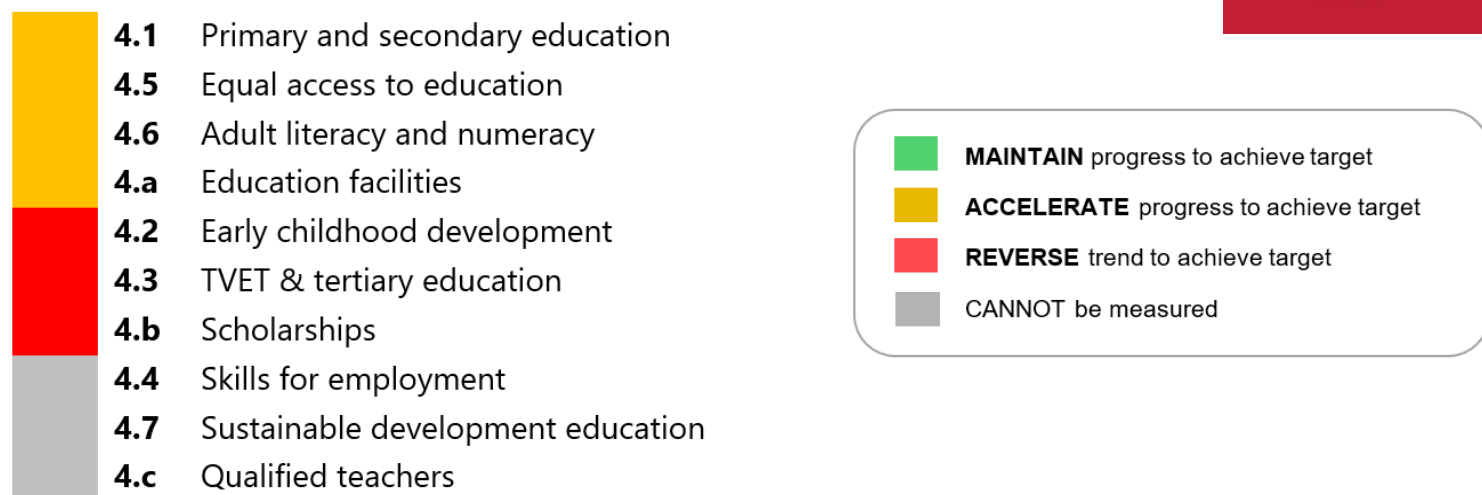 4.1 Primary and secondary education
4.5 Equal access to education
4.6 Adult literacy and numeracy
4.a Education facilities
4.2 Early childhood development
4.3 TVET & tertiary education
4.b Scholarships
4.4 Skills for employment
4.7 Sustainable development education
4.c Qualified teachers
MAINTAIN progress to achieve target
ACCELERATE progress to achieve target
REVERSE trend to achieve target
CANNOT be measured